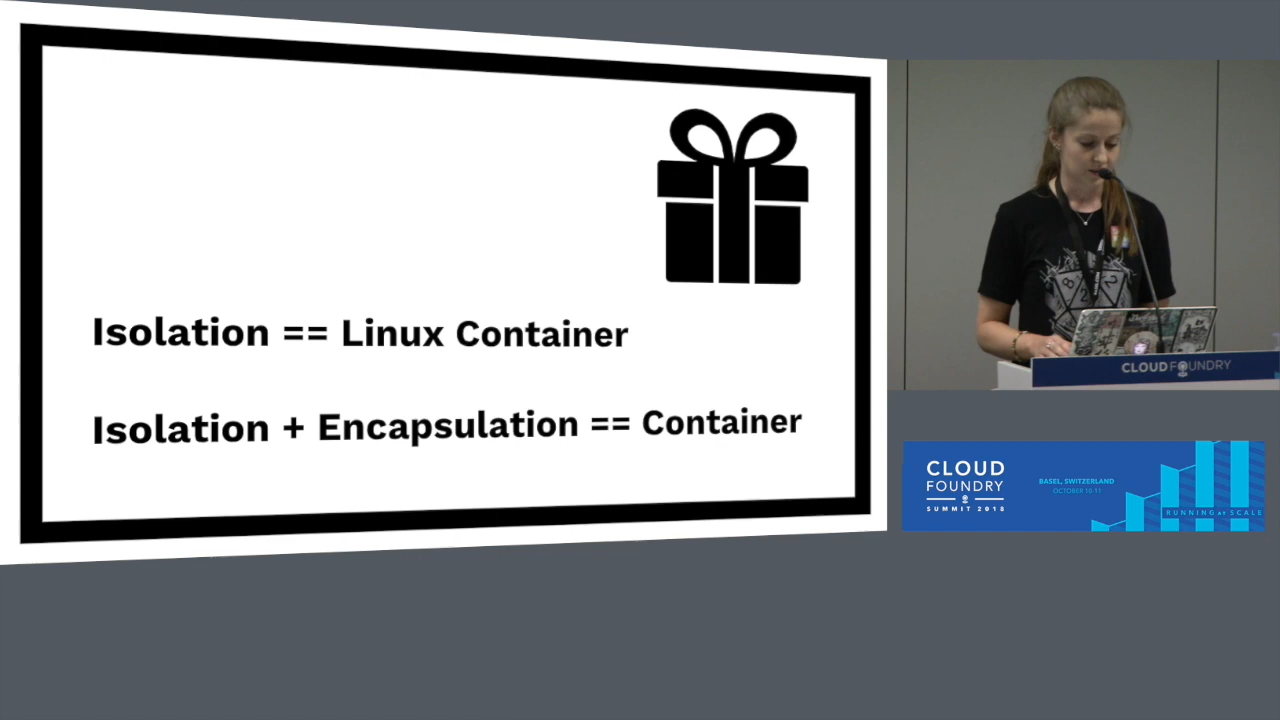 Isolation == Linux Container
Isolation + Encapsulation == Container
CLOUD FOUNDRY
CLOUD
FOUNDRY
SUMMIT 2018
BASEL, SWITZERLAND
OCTOBER 10-11
RUNNING AT SCALE